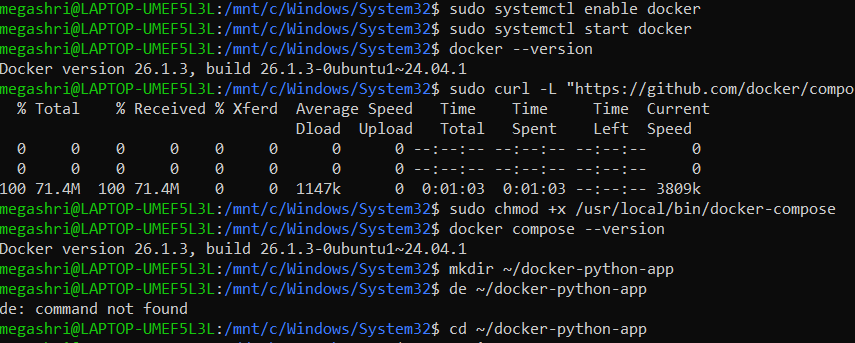 megashri@LAPTOP-UMEF5L3L:/mnt/c/Windows/System32$ sudo systemctl enable docker
megashri@LAPTOP-UMEF5L3L:/mnt/c/Windows/System32$ sudo systemctl start docker
megashri@LAPTOP-UMEF5L3L:/mnt/c/Windows/System32$ docker --version
Docker version 26.1.3, build 26.1.3-0ubuntu1~24.04.1
megashri@LAPTOP-UMEF5L3L:/mnt/c/Windows/System32$ sudo curl -L "https://github.com/docker/compo
  % Total    % Received % Xferd  Average Speed   Time    Time     Time  Current
                                 Dload  Upload   Total   Spent    Left  Speed
  0     0    0     0    0     0      0      0 --:--:-- --:--:-- --:--:--     0
  0     0    0     0    0     0      0      0 --:--:-- --:--:-- --:--:--     0
100 71.4M  100 71.4M    0     0  1147k      0  0:01:03  0:01:03 --:--:-- 3809k
megashri@LAPTOP-UMEF5L3L:/mnt/c/Windows/System32$ sudo chmod +x /usr/local/bin/docker-compose
megashri@LAPTOP-UMEF5L3L:/mnt/c/Windows/System32$ docker compose --version
Docker version 26.1.3, build 26.1.3-0ubuntu1~24.04.1
megashri@LAPTOP-UMEF5L3L:/mnt/c/Windows/System32$ mkdir ~/docker-python-app
megashri@LAPTOP-UMEF5L3L:/mnt/c/Windows/System32$ de ~/docker-python-app
de: command not found
megashri@LAPTOP-UMEF5L3L:/mnt/c/Windows/System32$ cd ~/docker-python-app